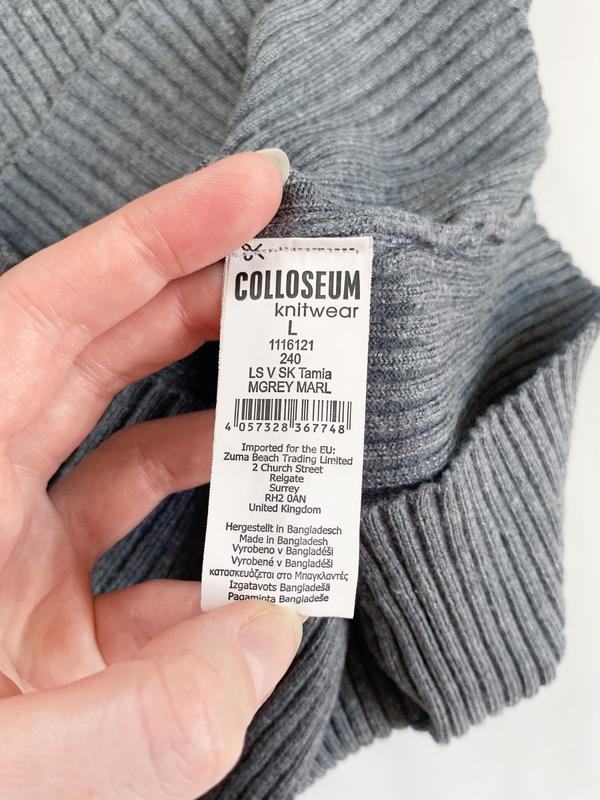 COLLOSEUM
knitwear
L
1116121
240
LS V SK Tamia
MGREY MARL
4 057328 367748
Imported for the EU:
Zuma Beach Trading Limited
2 Church Street
Reigate
Surrey
RH2 0AN
United Kingdom
Hergestellt in Bangladesch
Made in Bangladesh
Vyrobeno v Bangladéši
Vyrobené v Bangladéši
κατασκευάζεται στο Μπαγκλαντές
Izgatavots Bangladešā
Pagaminta Bangladeše